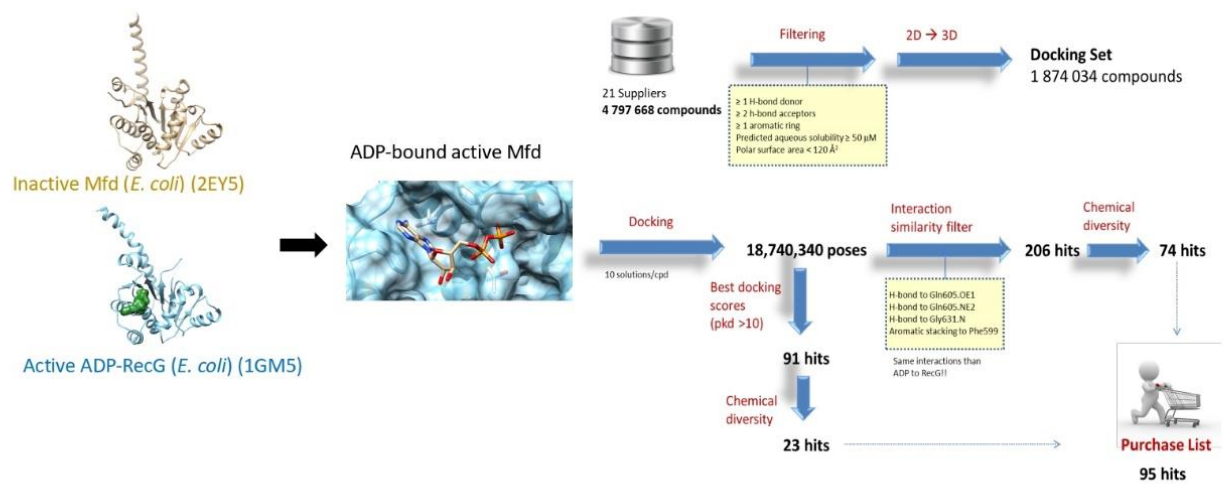 Inactive Mfd (E. coli) (2EY5)
Active ADP-RecG (E. coli) (1GM5)
ADP-bound active Mfd
21 Suppliers
4 797 668 compounds
Filtering
≥ 1 H-bond donor
≥ 2 h-bond acceptors
≥ 1 aromatic ring
Predicted aqueous solubility ≥ 50 µM
Polar surface area < 120 Å²
2D → 3D
Docking Set
1 874 034 compounds
Docking
10 solutions/cpd
18,740,340 poses
Interaction
similarity filter
H-bond to Gln605.OE1
H-bond to Gln605.NE2
H-bond to Gly631.N
Aromatic stacking to Phe599
Same interactions than
ADP to RecG!!
206 hits
Chemical
diversity
74 hits
Best docking
scores
(pkd >10)
91 hits
Chemical
diversity
23 hits
Purchase List
95 hits